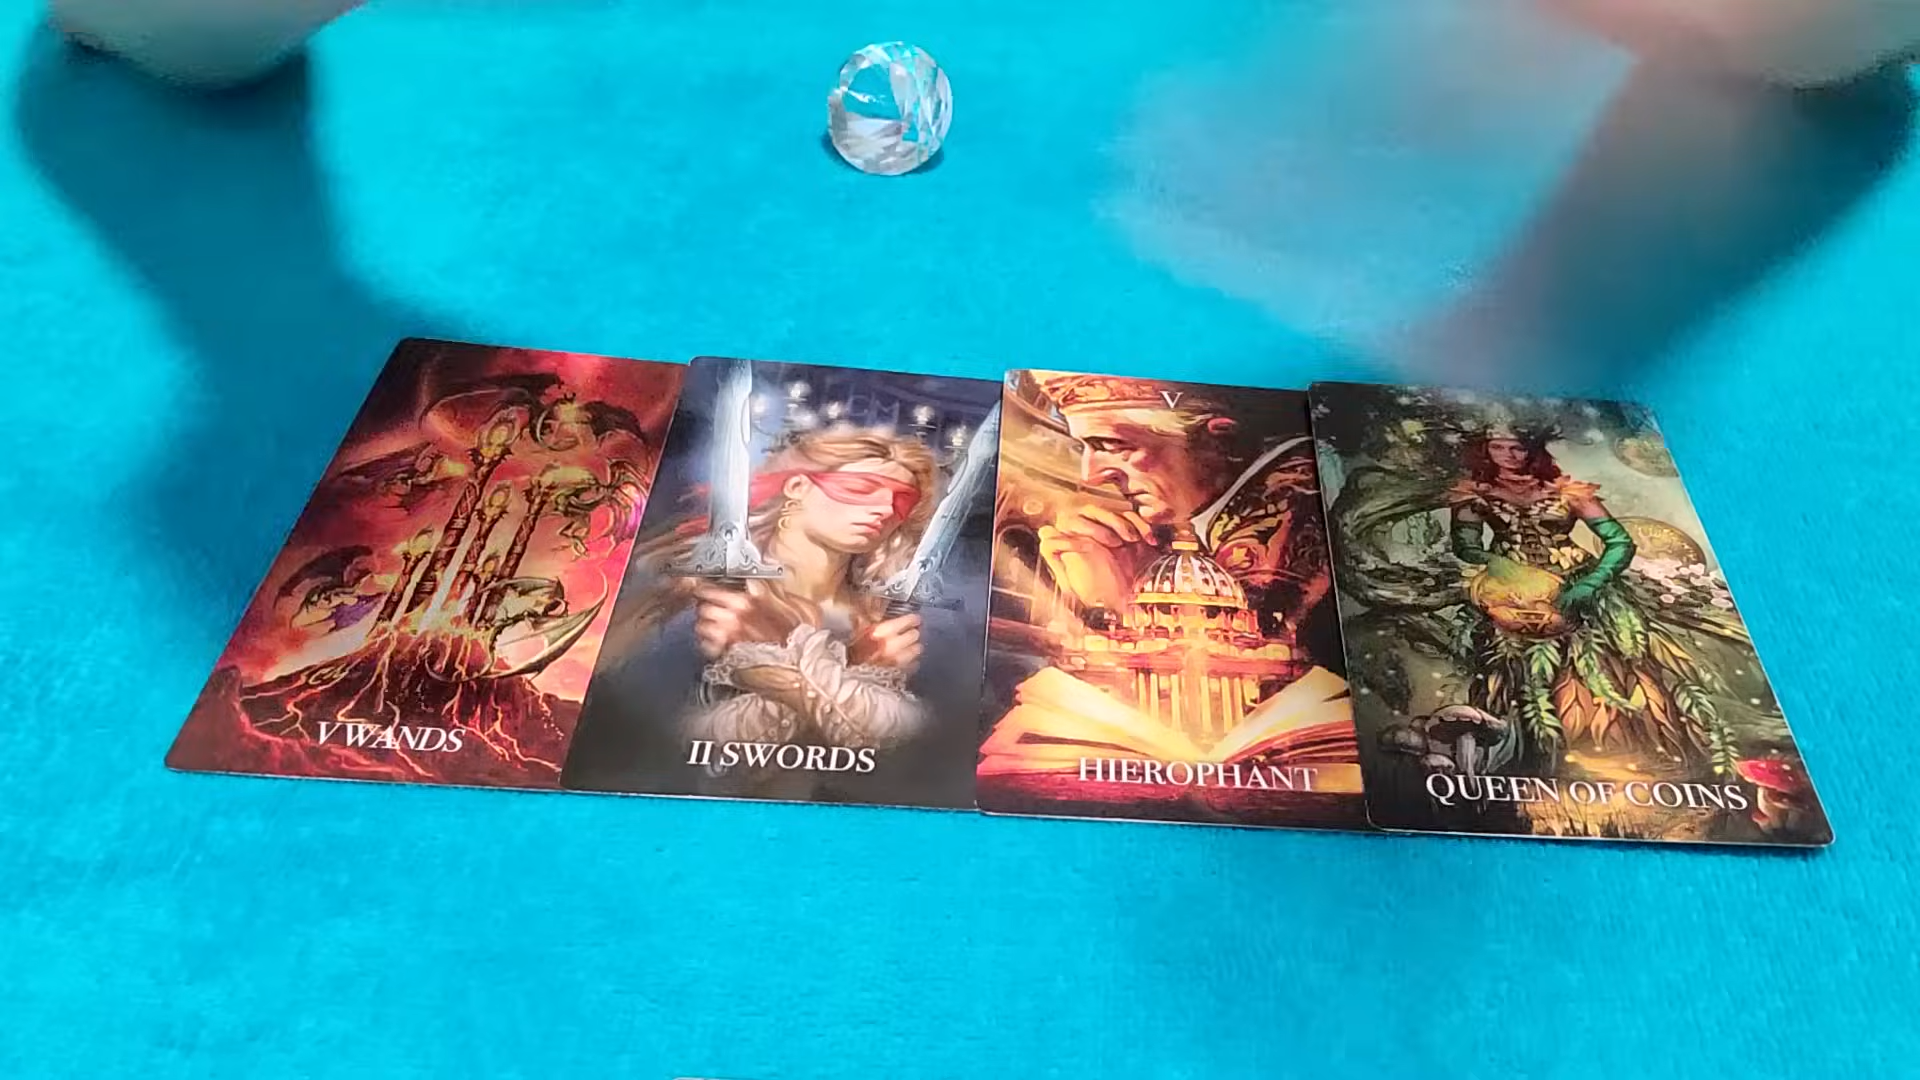 V WANDS
II SWORDS
V
HIEROPHANT
QUEEN OF COINS